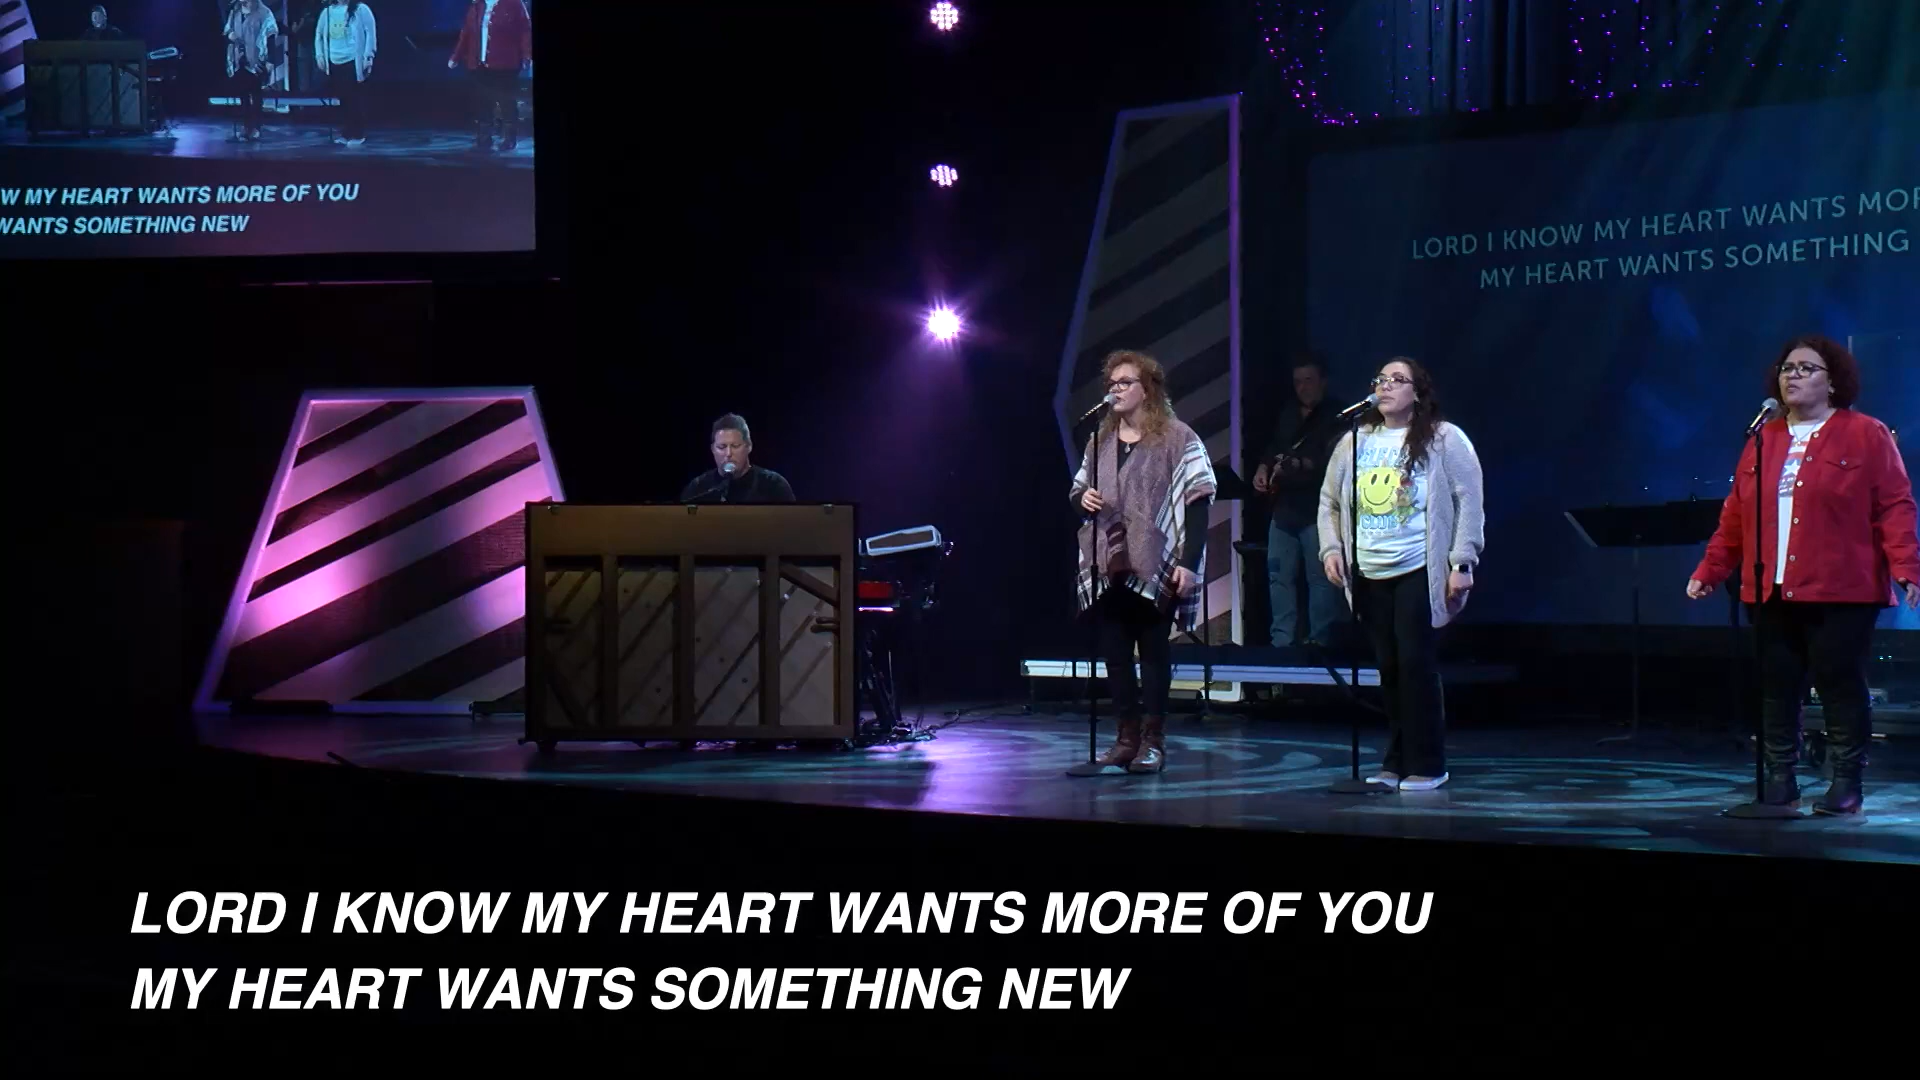 W MY HEART WANTS MORE OF YOU
WANTS SOMETHING NEW
LORD I KNOW MY HEART WANTS MOR
MY HEART WANTS SOMETHING
CLUB
LORD I KNOW MY HEART WANTS MORE OF YOU
MY HEART WANTS SOMETHING NEW